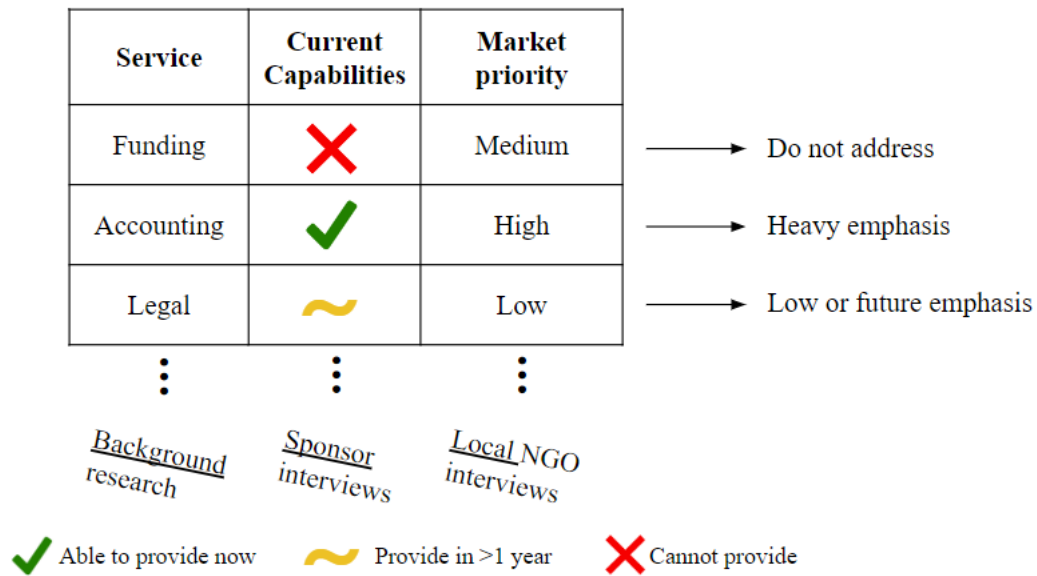 Service Current Capabilities Market priority
Funding Medium Do not address
Accounting High Heavy emphasis
Legal Low Low or future emphasis
Background research
Sponsor interviews
Local NGO interviews
Able to provide now Provide in >1 year Cannot provide